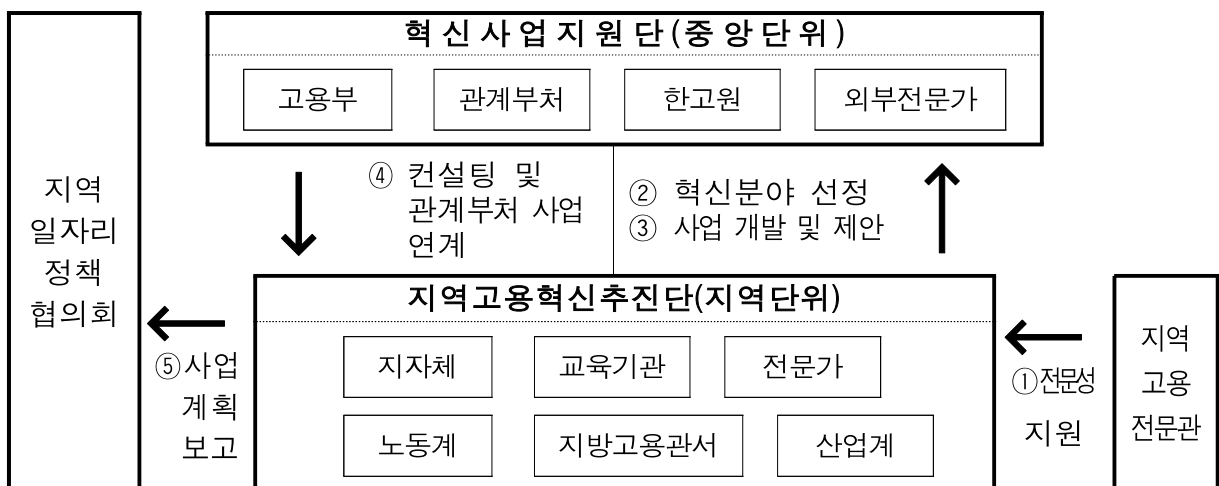 혁신사업지원단(중앙단위)
고용부
관계부처
한고원
외부전문가
지역
일자리
정책
협의회
④ 컨설팅 및
관계부처 사업
연계
② 혁신분야 선정
③ 사업 개발 및 제안
지역고용혁신추진단(지역단위)
지자체
교육기관
전문가
노동계
지방고용관서
산업계
⑤사업
계획
보고
①전문성
지원
지역
고용
전문관